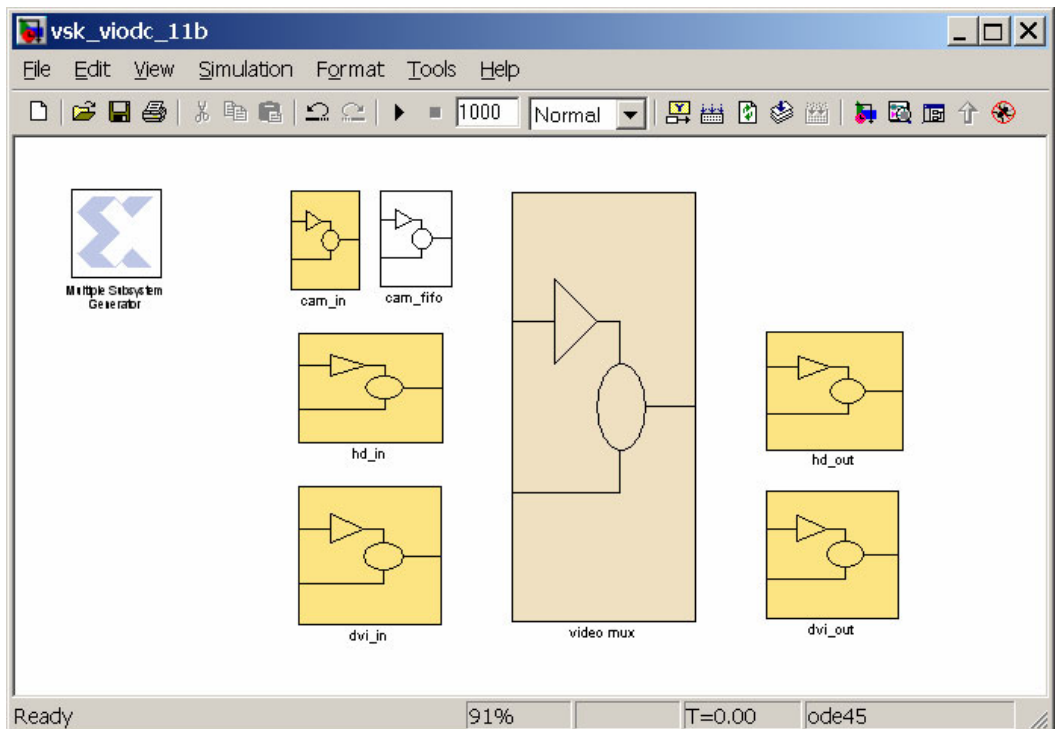 vsk_viodc_11b
File Edit View Simulation Format Tools Help
1000 Normal
Multiple Subsystem
Generator
cam_in
cam_fifo
hd_in
hd_out
dvi_in
video mux
dvi_out
Ready 91% T=0.00 ode45